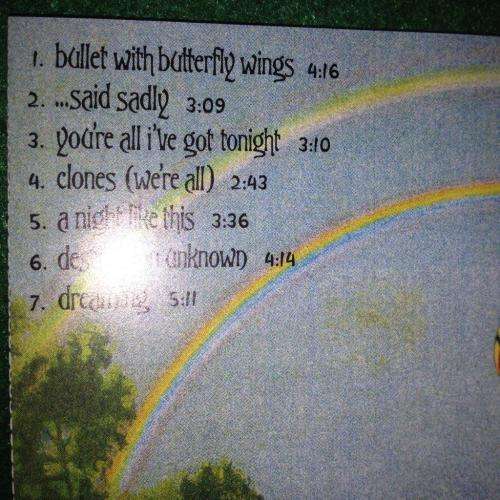 1. bullet with butterfly wings 4:16
2. ...said sadly 3:09
3. you're all i've got tonight 3:10
4. clones (we're all) 2:43
5. a night like this 3:36
6. unknown 4:14
7. dreaming 5:11